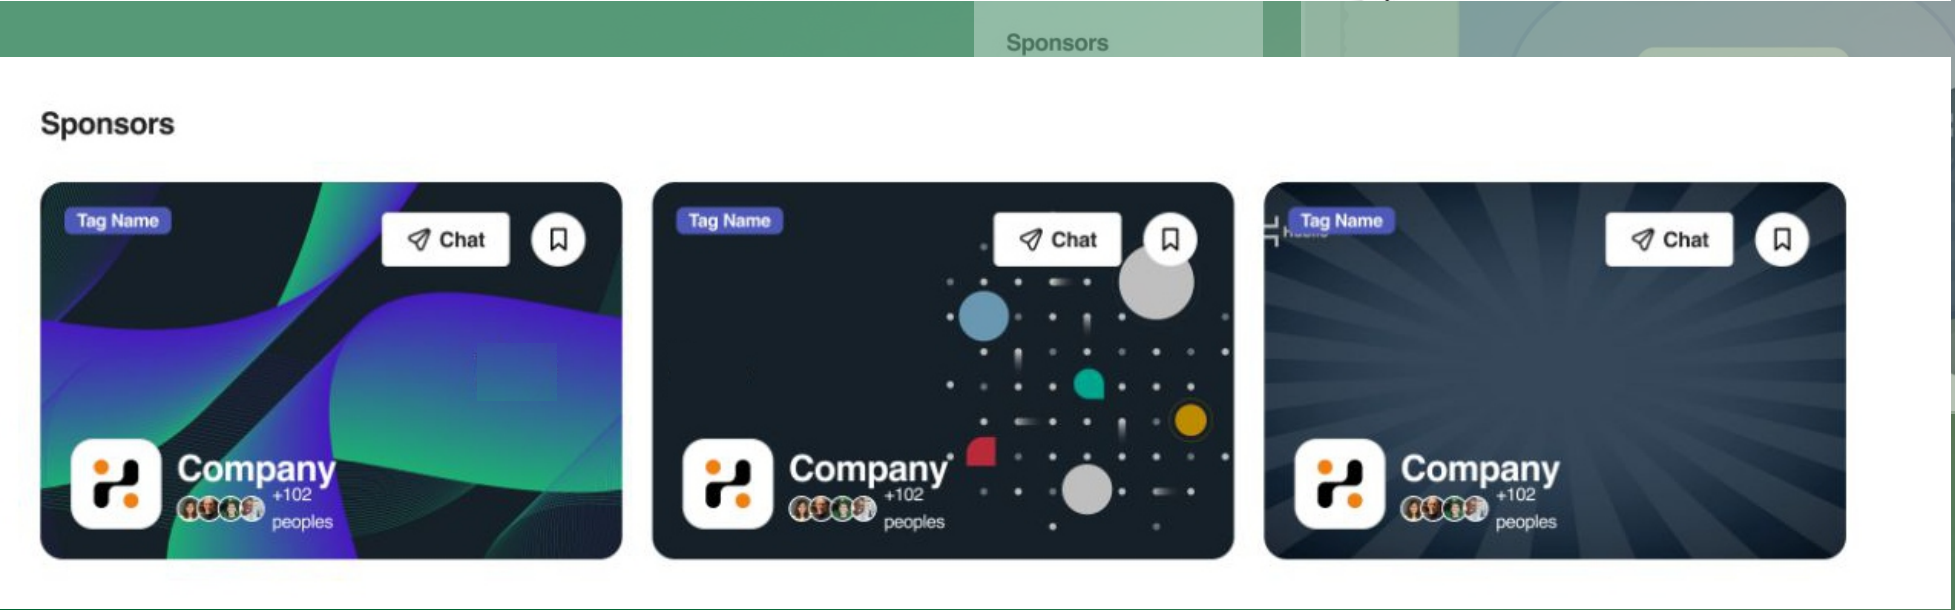 Sponsors
Sponsors
Tag Name
Chat
Company
+102
peoples
Tag Name
Chat
Company
+102
peoples
Tag Name
Chat
Company
+102
peoples